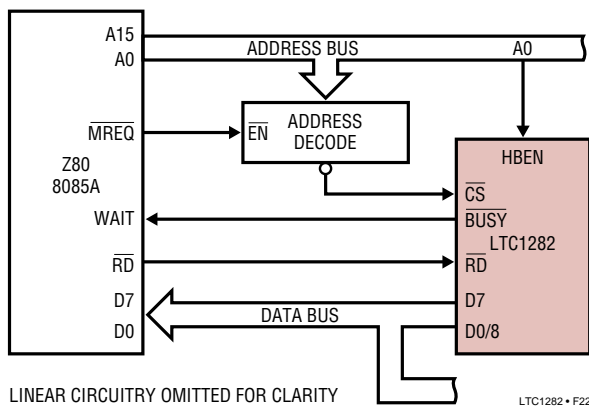 A15
A0
ADDRESS BUS
A0
MREQ
EN
ADDRESS
DECODE
HBEN
Z80
8085A
CS
WAIT
BUSY
LTC1282
RD
RD
D7
D0
DATA BUS
D7
D0/8
LINEAR CIRCUITRY OMITTED FOR CLARITY
LTC1282 • F22